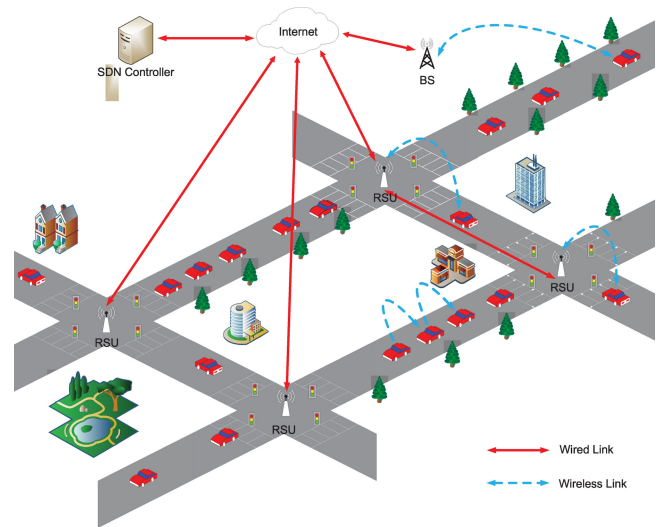 Internet
SDN Controller
BS
RSU
RSU
RSU
RSU
Wired Link
Wireless Link